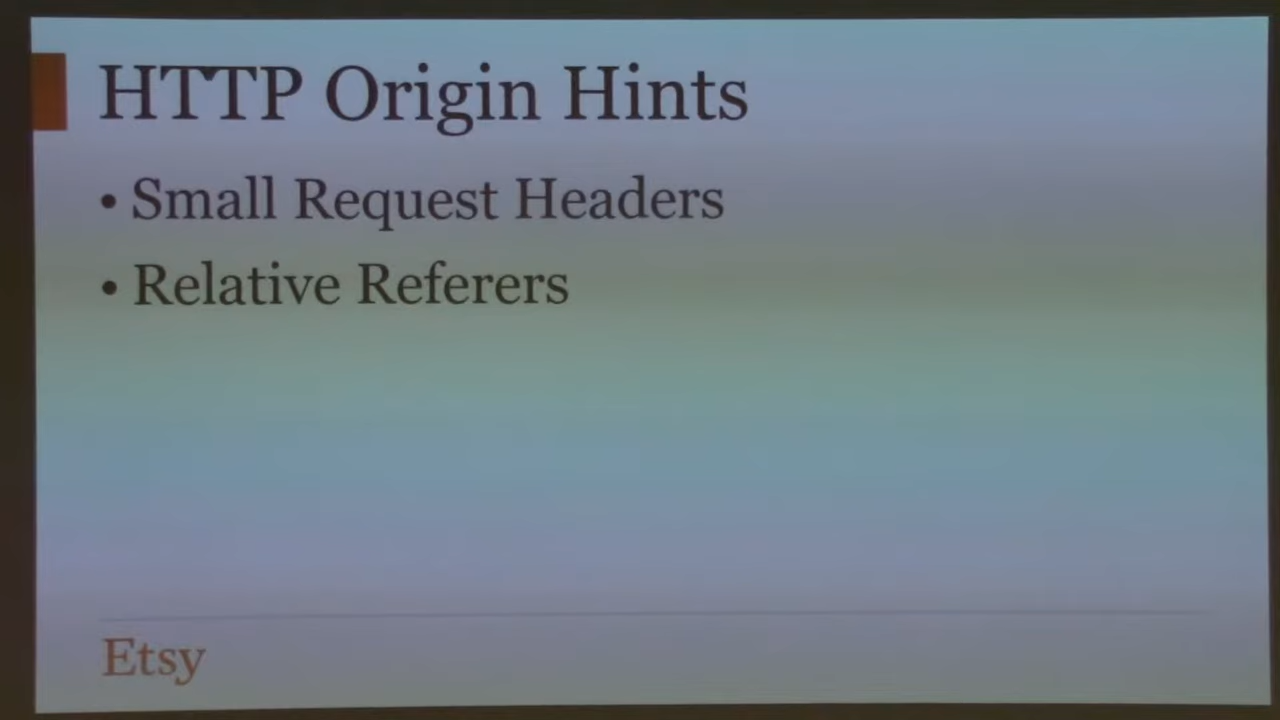 HTTP Origin Hints
• Small Request Headers
• Relative Referers
Etsy